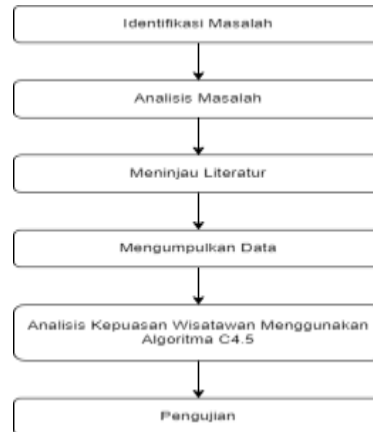 Identifikasi Masalah
Analisis Masalah
Meninjau Literatur
Mengumpulkan Data
Analisis Kepuasan Wisatawan Menggunakan
Algoritma C4.5
Pengujian